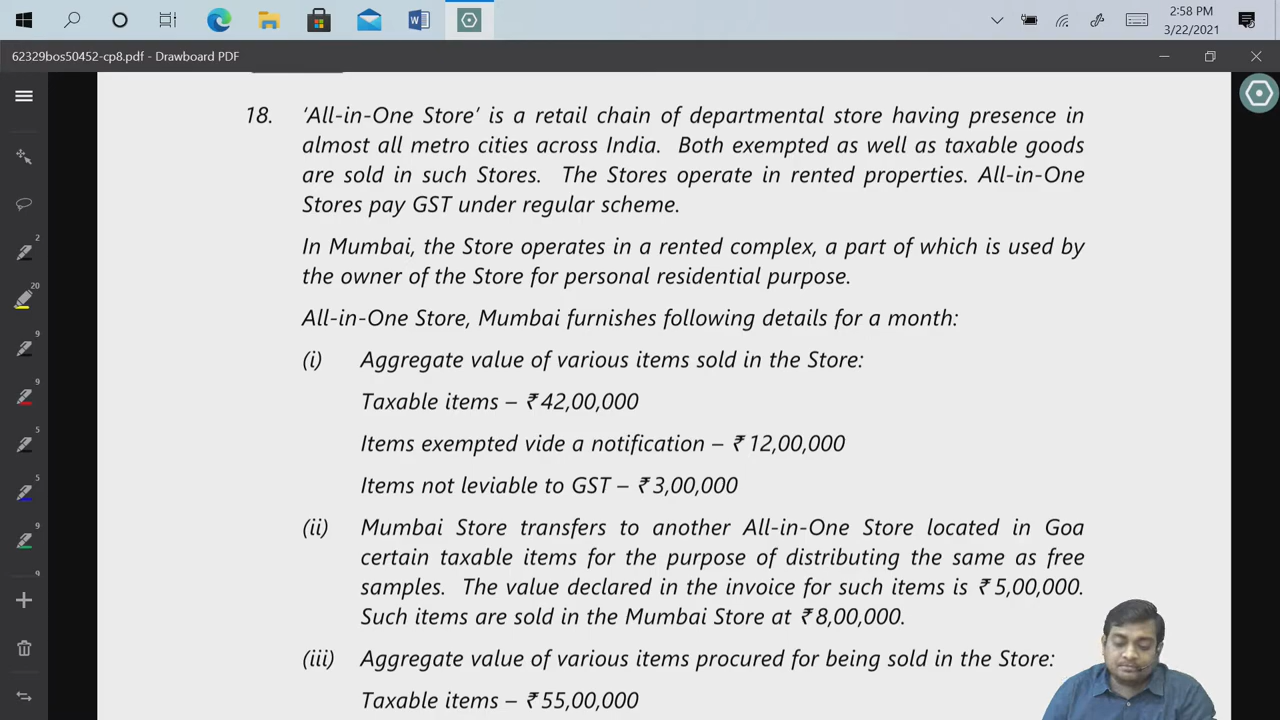 2:58 PM
3/22/2021
62329bos50452-cp8.pdf - Drawboard PDF
18. ‘All-in-One Store’ is a retail chain of departmental store having presence in
almost all metro cities across India. Both exempted as well as taxable goods
are sold in such Stores. The Stores operate in rented properties. All-in-One
Stores pay GST under regular scheme.
In Mumbai, the Store operates in a rented complex, a part of which is used by
the owner of the Store for personal residential purpose.
All-in-One Store, Mumbai furnishes following details for a month:
(i) Aggregate value of various items sold in the Store:
Taxable items – ₹ 42,00,000
Items exempted vide a notification – ₹ 12,00,000
Items not leviable to GST – ₹ 3,00,000
(ii) Mumbai Store transfers to another All-in-One Store located in Goa
certain taxable items for the purpose of distributing the same as free
samples. The value declared in the invoice for such items is ₹ 5,00,000.
Such items are sold in the Mumbai Store at ₹ 8,00,000.
(iii) Aggregate value of various items procured for being sold in the Store:
Taxable items – ₹ 55,00,000
2
20
9
9
5
5
9
9